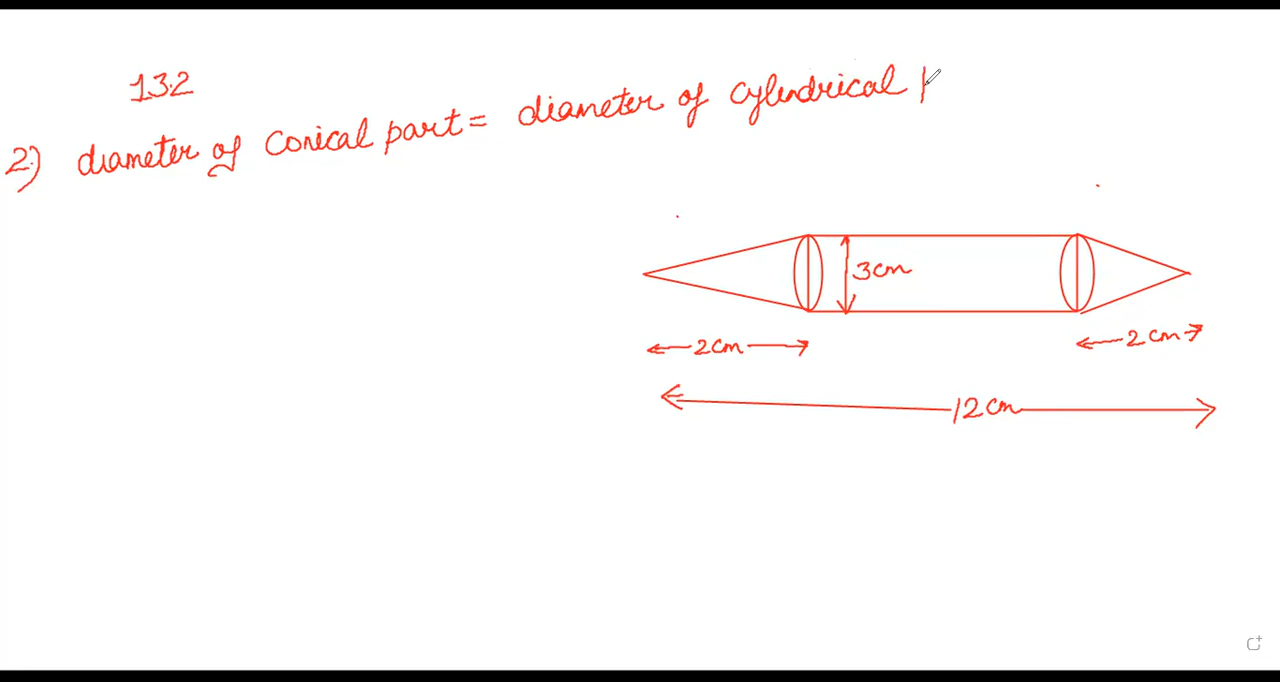 13.2
2) diameter of Conical part = diameter of cylindrical
3cm
2cm
2cm
12cm